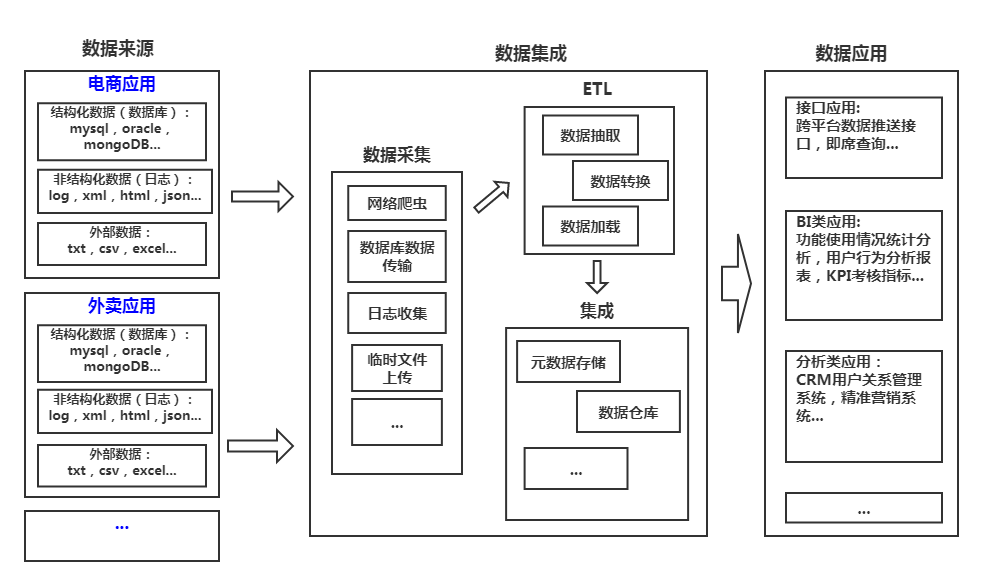 数据来源
电商应用
结构化数据（数据库）：
mysql，oracle，
mongoDB...
非结构化数据（日志）：
log，xml，html，json...
外部数据：
txt，csv，excel...
外卖应用
结构化数据（数据库）：
mysql，oracle，
mongoDB...
非结构化数据（日志）：
log，xml，html，json...
外部数据：
txt，csv，excel...
...
数据集成
数据采集
网络爬虫
数据库数据
传输
日志收集
临时文件
上传
...
ETL
数据抽取
数据转换
数据加载
集成
元数据存储
数据仓库
...
数据应用
接口应用:
跨平台数据推送接
口，即席查询...
BI类应用:
功能使用情况统计分
析，用户行为分析报
表，KPI考核指标...
分析类应用：
CRM用户关系管理
系统，精准营销系
统...
...